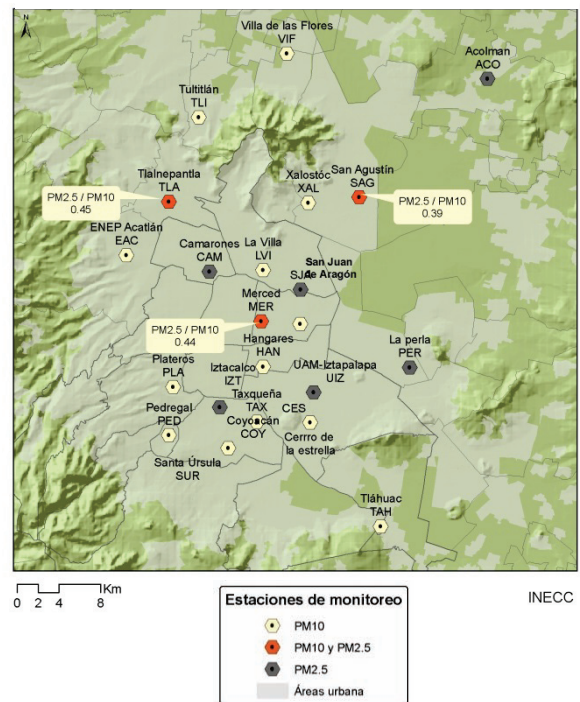 N
Villa de las Flores
VIF
Acolman
ACO
Tultitlán
TLI
Tlalnepantla
TLA
Xalostóc
XAL
San Agustín
SAG
PM2.5 / PM10
0.45
PM2.5 / PM10
0.39
ENEP Acatlán
EAC
Camarones
CAM
La Villa
LVI
San Juan
de Aragón
SJA
Merced
MER
PM2.5 / PM10
0.44
Hangares
HAN
La perla
PER
Plateros
PLA
Iztacalco
IZT
UAM-Iztapalapa
UIZ
Taxqueña
TAX
Pedregal
PED
Coyoacán
COY
CES
Cerrro de
la estrella
Santa Úrsula
SUR
Tláhuac
TAH
Km
0 2 4 8
INECC
Estaciones de monitoreo
PM10
PM10 y PM2.5
PM2.5
Áreas urbana